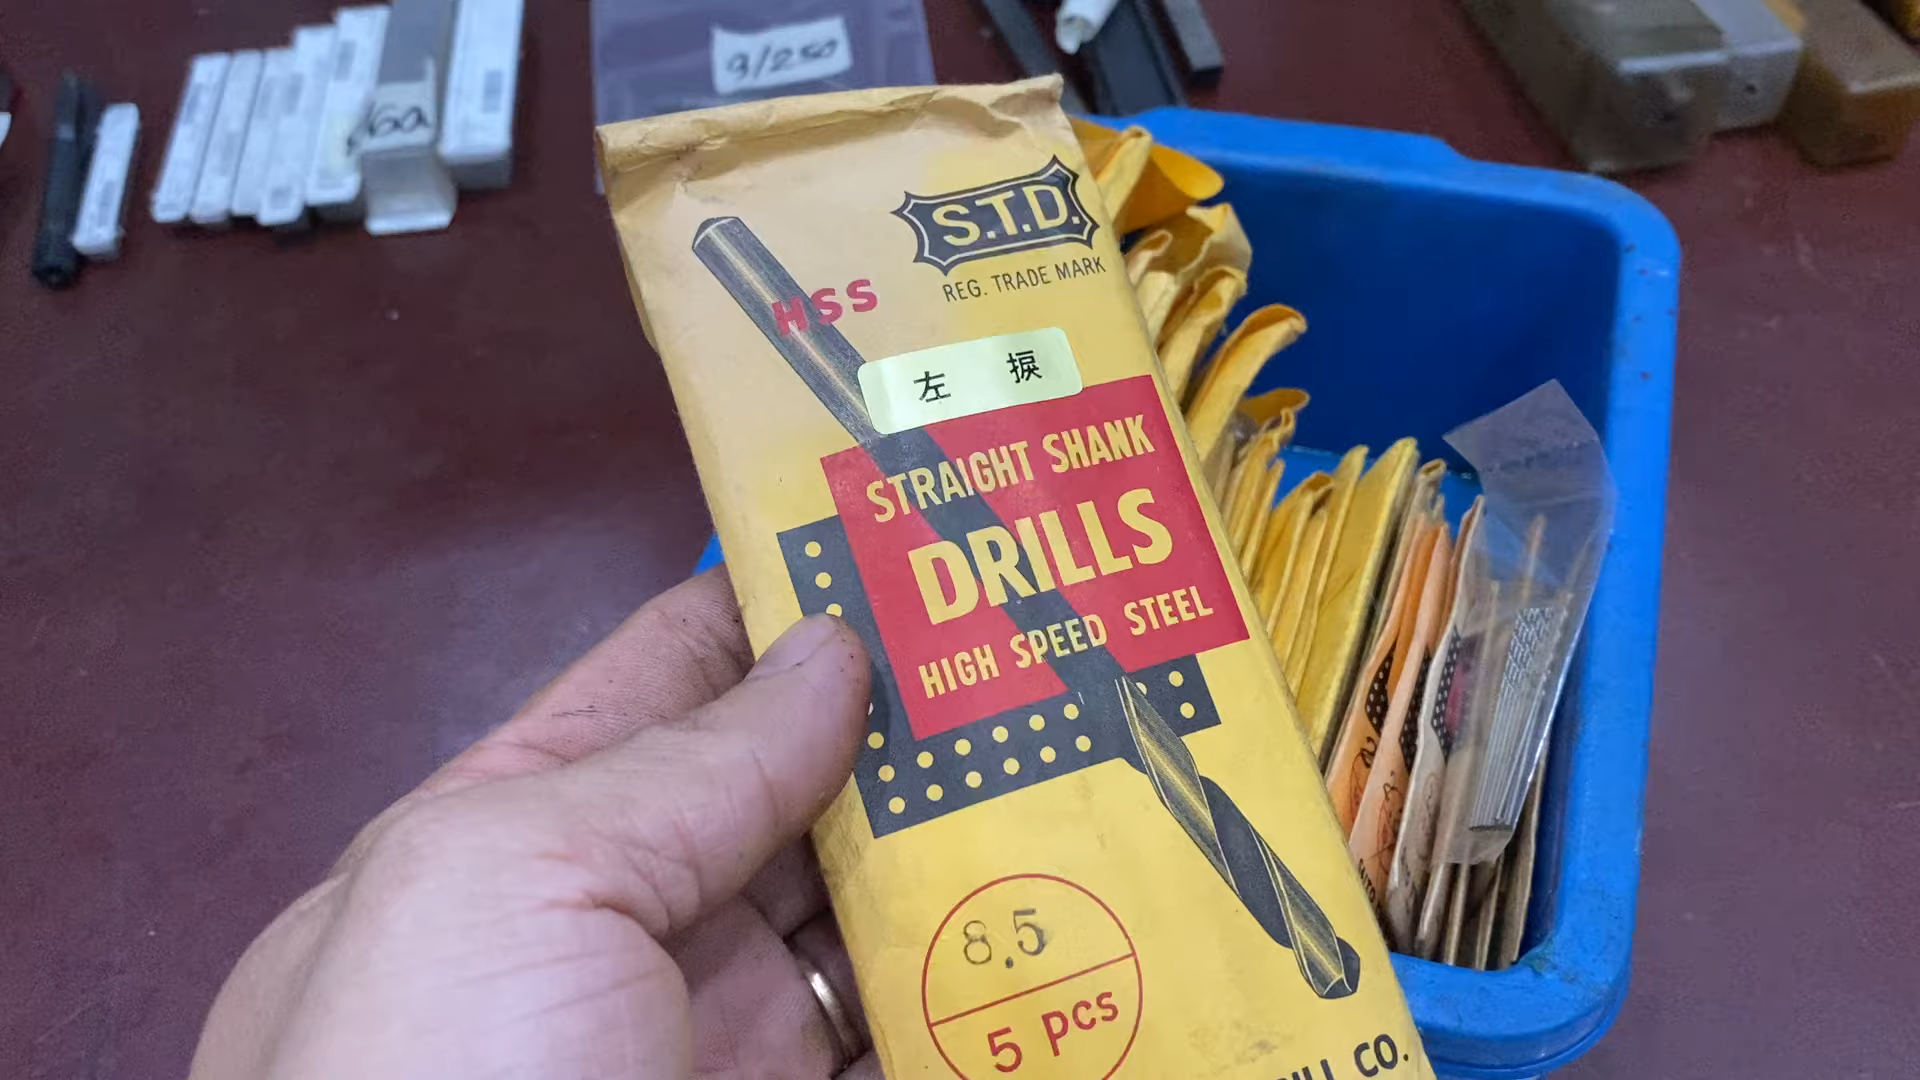 9/250
S.T.D.
REG. TRADE MARK
HSS
左 捩
STRAIGHT SHANK
DRILLS
HIGH SPEED STEEL
8.5
5 pcs
CO.